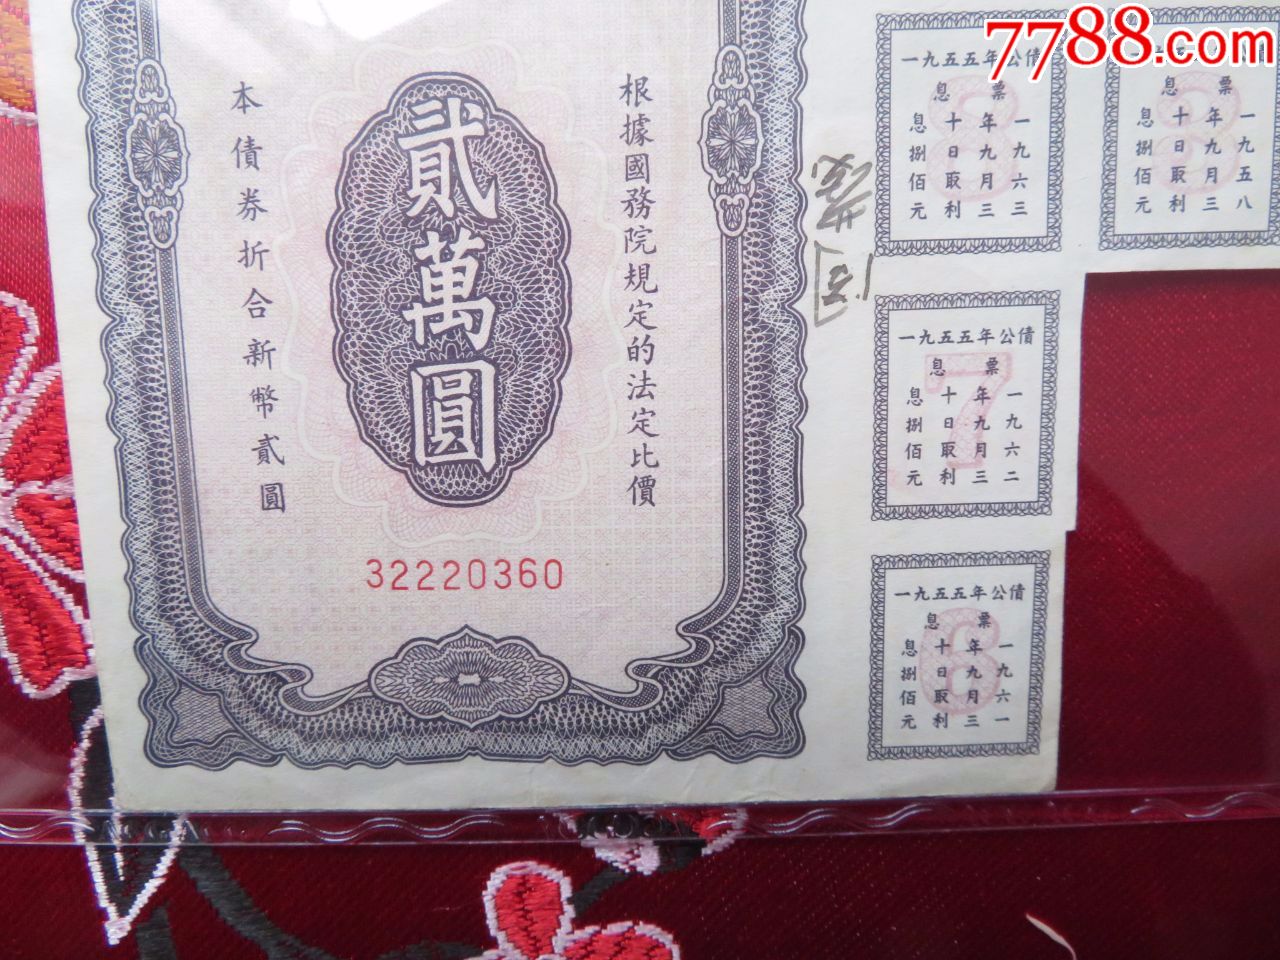 7788.com
根據國務院規定的法定比價
貳萬圓
本債券折合新幣貳圓
32220360
一九五五年公債
息票
8
一九六三
年九月三
十日取利
息捌佰元
一九五五年公債
息票
3
一九五八
年九月三
十日取利
息捌佰元
一九五五年公債
息票
7
一九六二
年九月三
十日取利
息捌佰元
一九五五年公債
息票
6
一九六一
年九月三
十日取利
息捌佰元